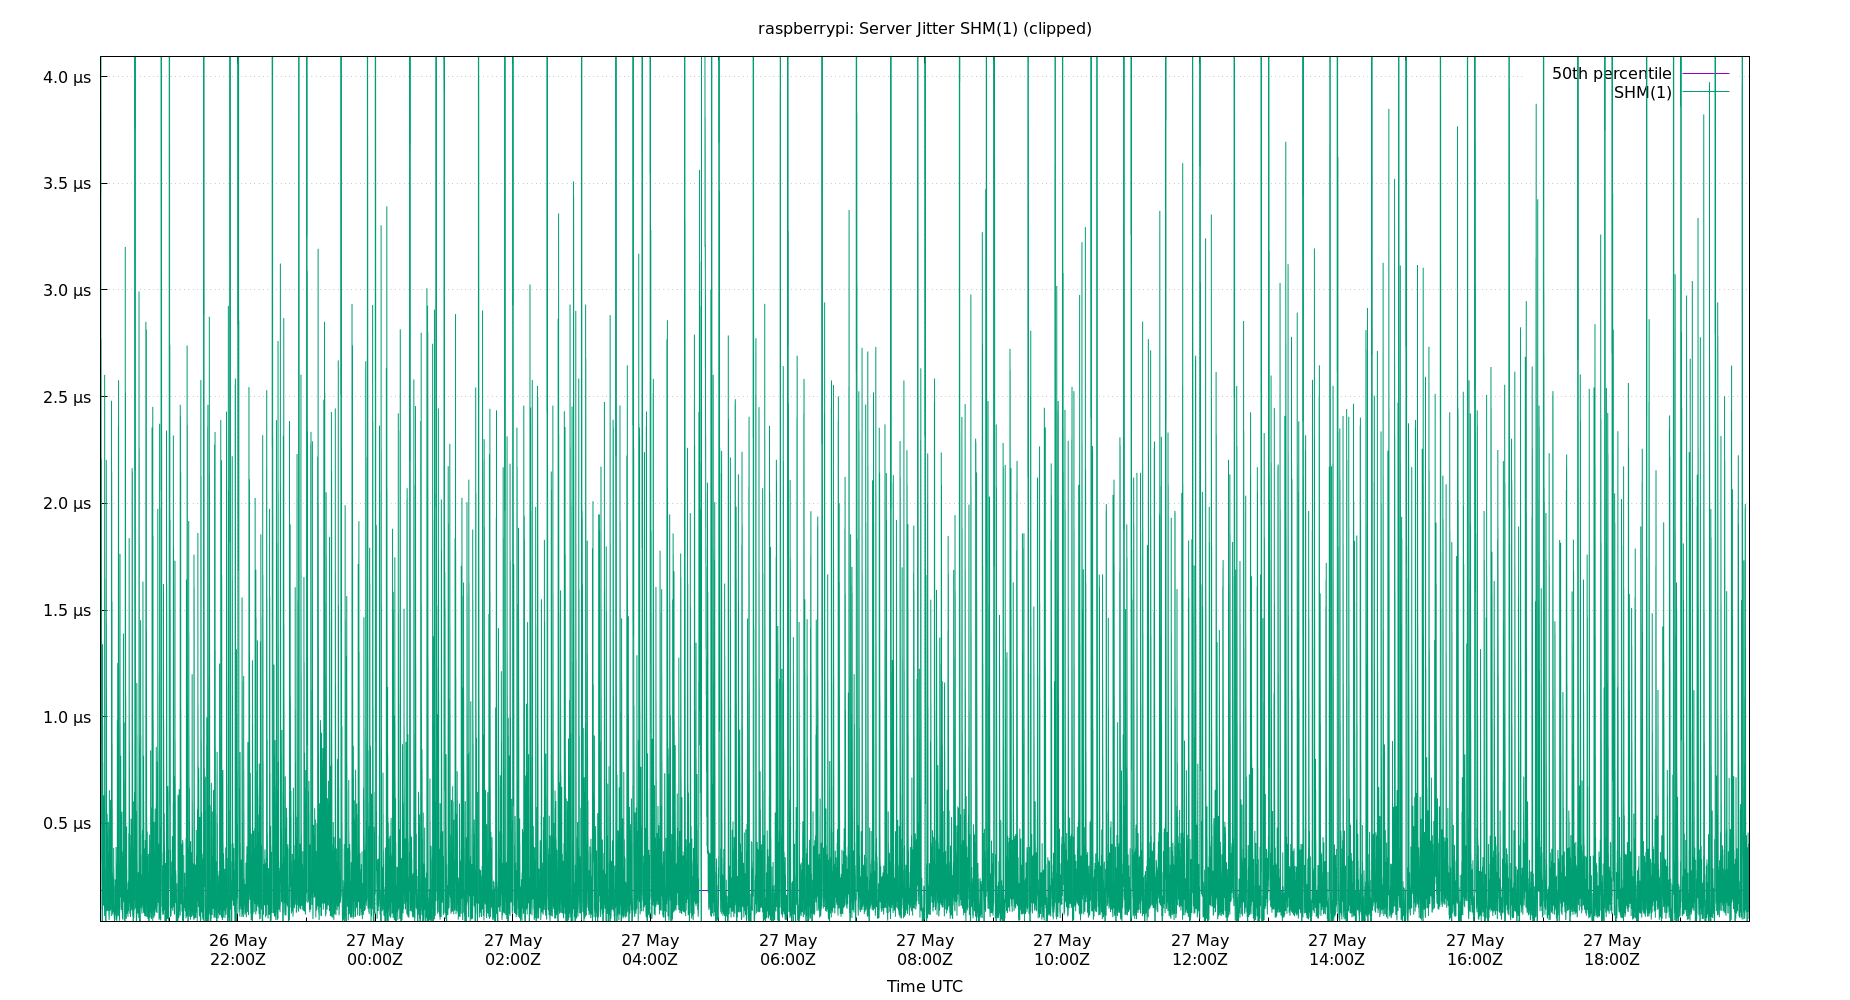 raspberrypi: Server Jitter SHM(1) (clipped)
4.0 µs
50th percentile
SHM(1)
3.5 µs
3.0 µs
2.5 µs
2.0 µs
1.5 µs
1.0 µs
0.5 µs
26 May 27 May 27 May 27 May 27 May 27 May 27 May 27 May 27 May 27 May 27 May
22:00Z 00:00Z 02:00Z 04:00Z 06:00Z 08:00Z 10:00Z 12:00Z 14:00Z 16:00Z 18:00Z
Time UTC